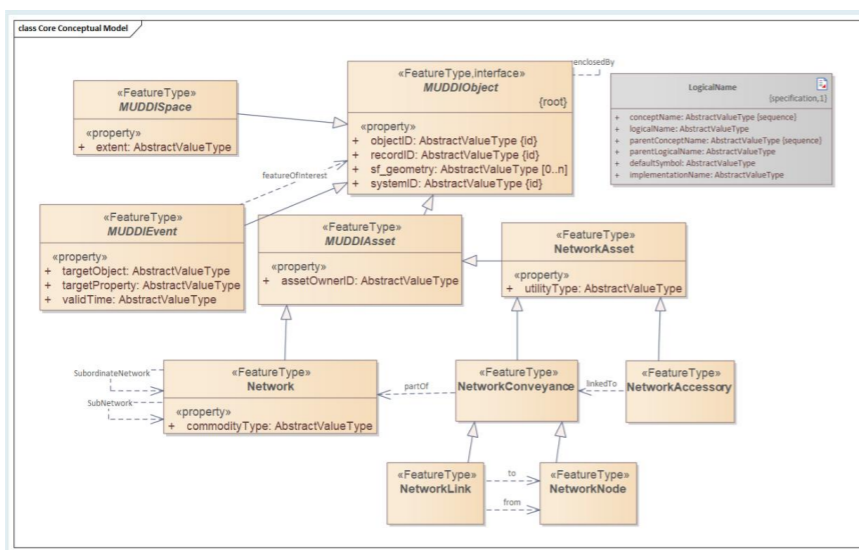 class Core Conceptual Model
«FeatureType,interface»
MUDDIObject
{root}
«property»
+ objectID: AbstractValueType {id}
+ recordID: AbstractValueType {id}
+ sf_geometry: AbstractValueType [0..n]
+ systemID: AbstractValueType {id}
enclosedBy
LogicalName
{specification,1}
+ conceptName: AbstractValueType {sequence}
+ logicalName: AbstractValueType
+ parentConceptName: AbstractValueType {sequence}
+ parentLogicalName: AbstractValueType
+ defaultSymbol: AbstractValueType
+ implementationName: AbstractValueType
«FeatureType»
MUDDISpace
«property»
+ extent: AbstractValueType
featureOfInterest
«FeatureType»
MUDDIEvent
«property»
+ targetObject: AbstractValueType
+ targetProperty: AbstractValueType
+ validTime: AbstractValueType
«FeatureType»
MUDDIAsset
«property»
+ assetOwnerID: AbstractValueType
«FeatureType»
NetworkAsset
«property»
+ utilityType: AbstractValueType
SubordinateNetwork
SubNetwork
«FeatureType»
Network
«property»
+ commodityType: AbstractValueType
partOf
«FeatureType»
NetworkConveyance
linkedTo
«FeatureType»
NetworkAccessory
«FeatureType»
NetworkLink
to
from
«FeatureType»
NetworkNode